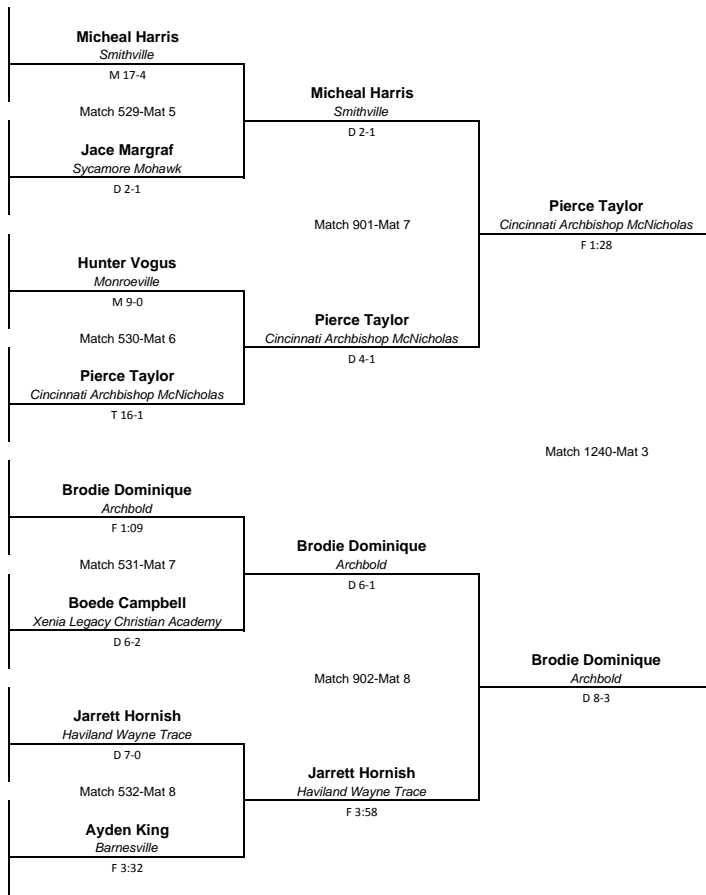 Micheal Harris
Smithville
M 17-4
Match 529-Mat 5
Jace Margraf
Sycamore Mohawk
D 2-1
Hunter Vogus
Monroeville
M 9-0
Match 530-Mat 6
Pierce Taylor
Cincinnati Archbishop McNicholas
T 16-1
Brodie Dominique
Archbold
F 1:09
Match 531-Mat 7
Boede Campbell
Xenia Legacy Christian Academy
D 6-2
Jarrett Hornish
Haviland Wayne Trace
D 7-0
Match 532-Mat 8
Ayden King
Barnesville
F 3:32
Micheal Harris
Smithville
D 2-1
Match 901-Mat 7
Pierce Taylor
Cincinnati Archbishop McNicholas
D 4-1
Brodie Dominique
Archbold
D 6-1
Match 902-Mat 8
Jarrett Hornish
Haviland Wayne Trace
F 3:58
Pierce Taylor
Cincinnati Archbishop McNicholas
F 1:28
Match 1240-Mat 3
Brodie Dominique
Archbold
D 8-3